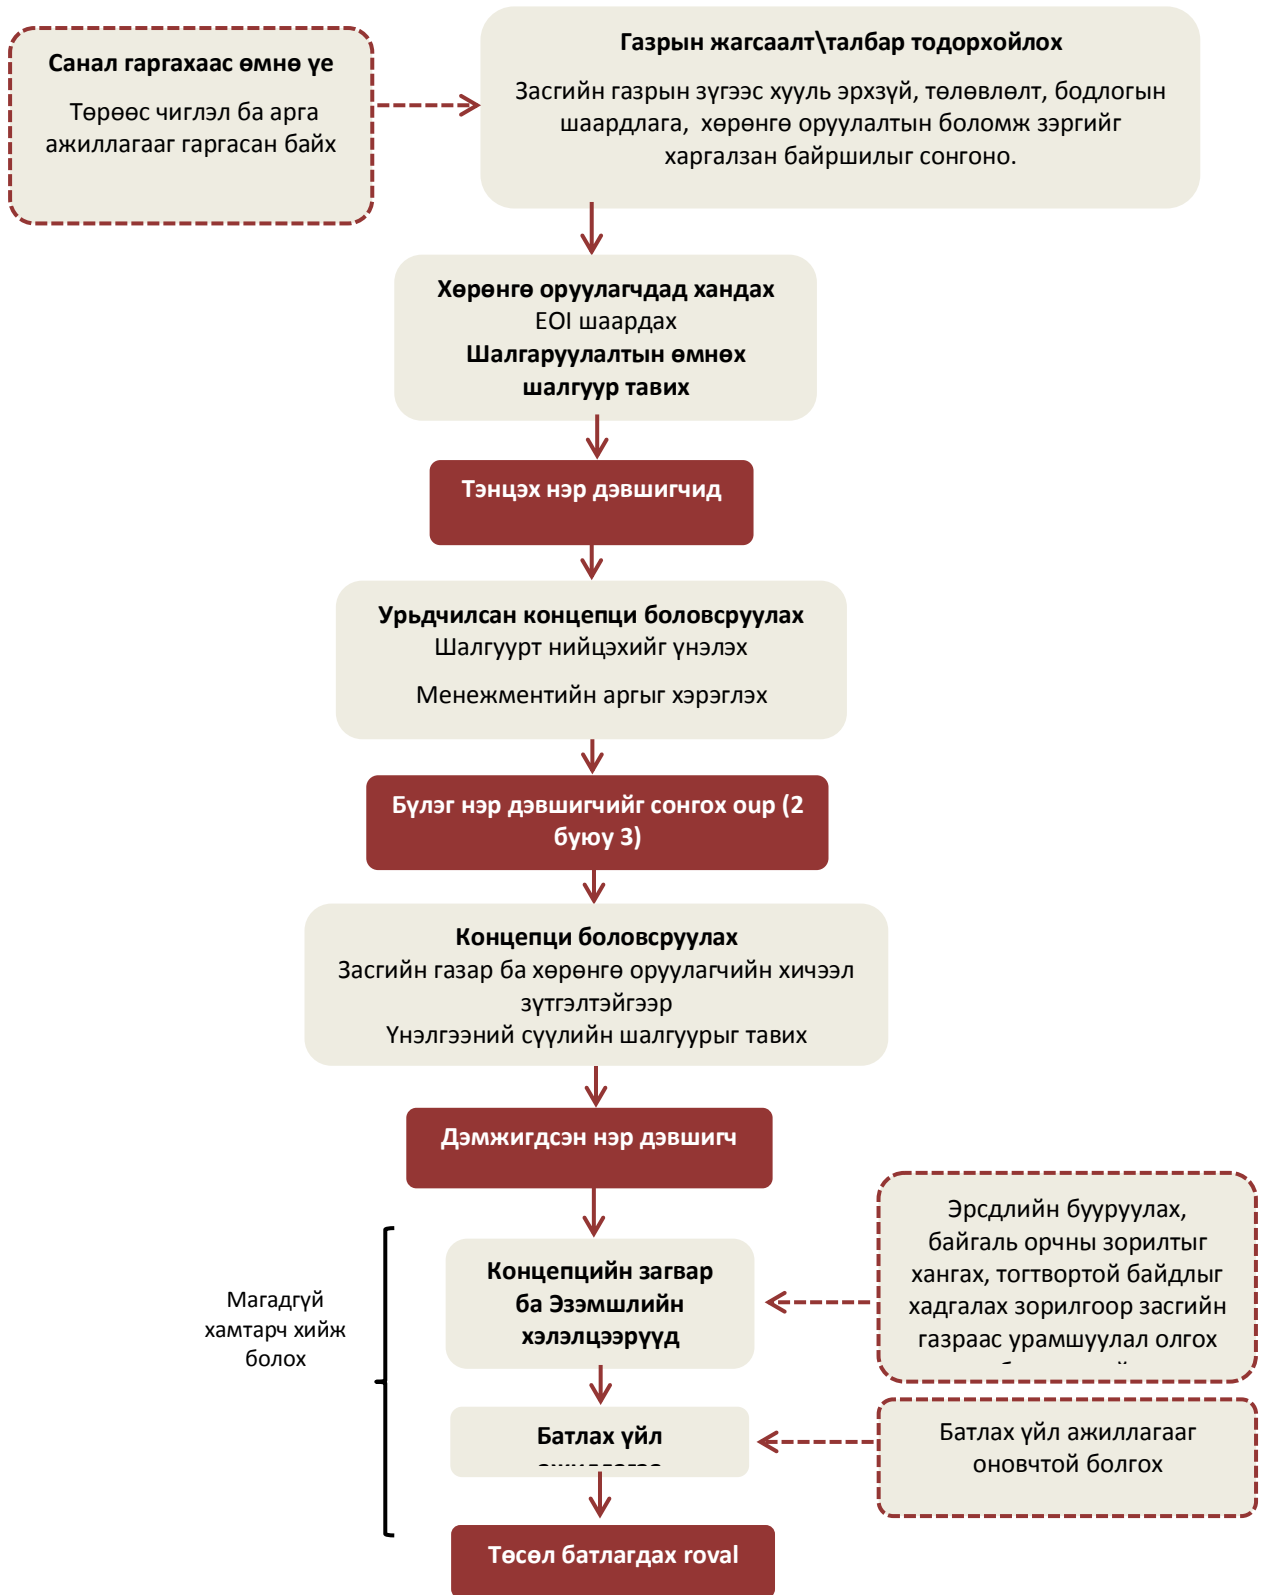 Санал гаргахаас өмнө үе
Төрөөс чиглэл ба арга
ажиллагааг гаргасан байх
Газрын жагсаалт\талбар тодорхойлох
Засгийн газрын зүгээс хууль эрхзүй, төлөвлөлт, бодлогын
шаардлага, хөрөнгө оруулалтын боломж зэргийг
харгалзан байршилыг сонгоно.
Хөрөнгө оруулагчдад хандах
EOI шаардах
Шалгаруулалтын өмнөх
шалгуур тавих
Тэнцэх нэр дэвшигчид
Урьдчилсан концепци боловсруулах
Шалгуурт нийцэхийг үнэлэх
Менежментийн аргыг хэрэглэх
Бүлэг нэр дэвшигчийг сонгох oup (2
буюу 3)
Концепци боловсруулах
Засгийн газар ба хөрөнгө оруулагчийн хичээл
зүтгэлтэйгээр
Үнэлгээний сүүлийн шалгуурыг тавих
Дэмжигдсэн нэр дэвшигч
Магадгүй
хамтарч хийж
болох
Концепцийн загвар
ба Эзэмшлийн
хэлэлцээрүүд
Эрсдлийн бууруулах,
байгаль орчны зорилтыг
хангах, тогтвортой байдлыг
хадгалах зорилгоор засгийн
газраас урамшуулал олгох
Батлах үйл
Батлах үйл ажиллагааг
оновчтой болгох
Төсөл батлагдах roval